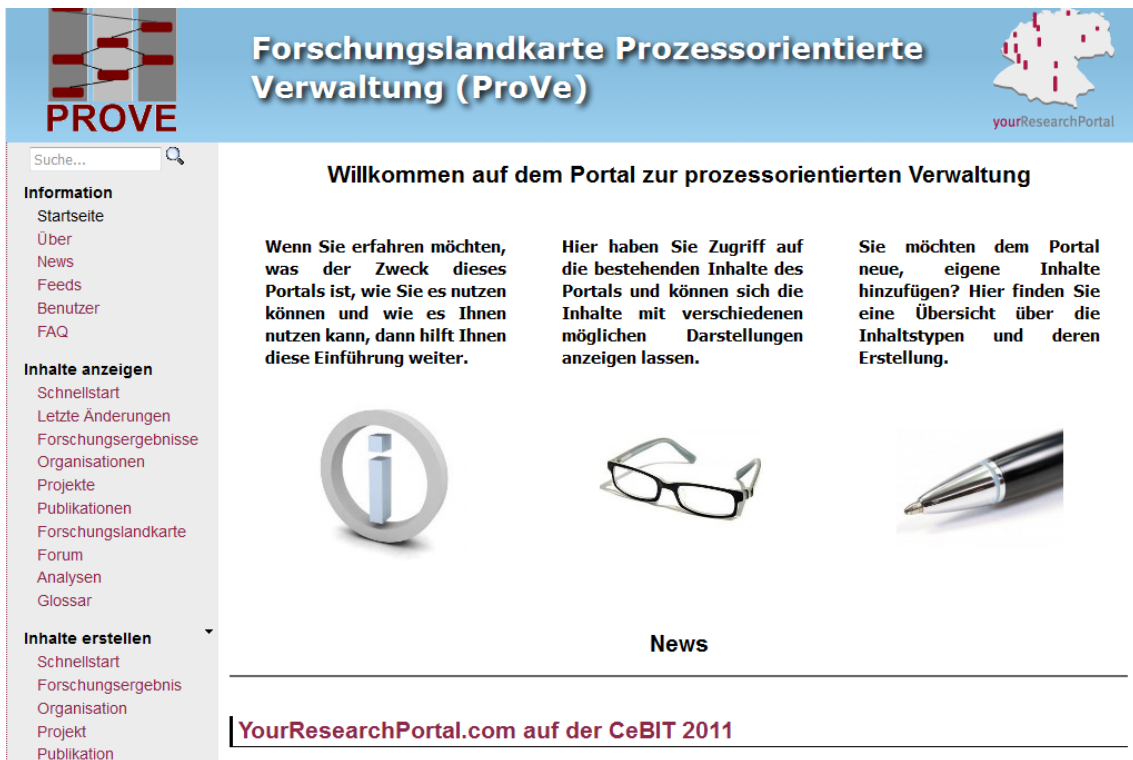 PROVE
Forschungslandkarte Prozessorientierte
Verwaltung (ProVe)
yourResearchPortal
Suche...
Information
Startseite
Über
News
Feeds
Benutzer
FAQ
Inhalte anzeigen
Schnellstart
Letzte Änderungen
Forschungsergebnisse
Organisationen
Projekte
Publikationen
Forschungslandkarte
Forum
Analysen
Glossar
Inhalte erstellen
Schnellstart
Forschungsergebnis
Organisation
Projekt
Publikation
Willkommen auf dem Portal zur prozessorientierten Verwaltung
Wenn Sie erfahren möchten,
was der Zweck dieses
Portals ist, wie Sie es nutzen
können und wie es Ihnen
nutzen kann, dann hilft Ihnen
diese Einführung weiter.
Hier haben Sie Zugriff auf
die bestehenden Inhalte des
Portals und können sich die
Inhalte mit verschiedenen
möglichen Darstellungen
anzeigen lassen.
Sie möchten dem Portal
neue, eigene Inhalte
hinzufügen? Hier finden Sie
eine Übersicht über die
Inhaltstypen und deren
Erstellung.
News
YourResearchPortal.com auf der CeBIT 2011